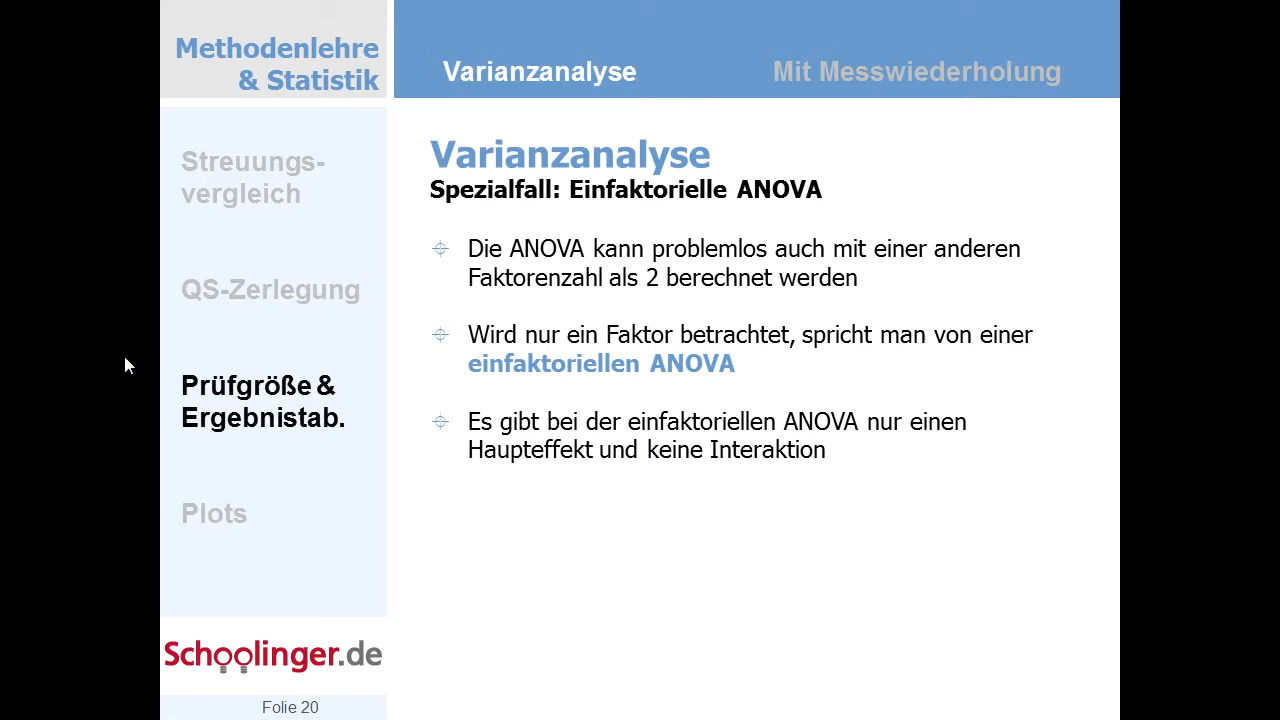 Methodenlehre
& Statistik
Varianzanalyse
Mit Messwiederholung
Streuungs-
vergleich
QS-Zerlegung
Prüfgröße &
Ergebnistab.
Plots
Varianzanalyse
Spezialfall: Einfaktorielle ANOVA
Die ANOVA kann problemlos auch mit einer anderen
Faktorenzahl als 2 berechnet werden
Wird nur ein Faktor betrachtet, spricht man von einer
einfaktoriellen ANOVA
Es gibt bei der einfaktoriellen ANOVA nur einen
Haupteffekt und keine Interaktion
Schoolinger.de
Folie 20